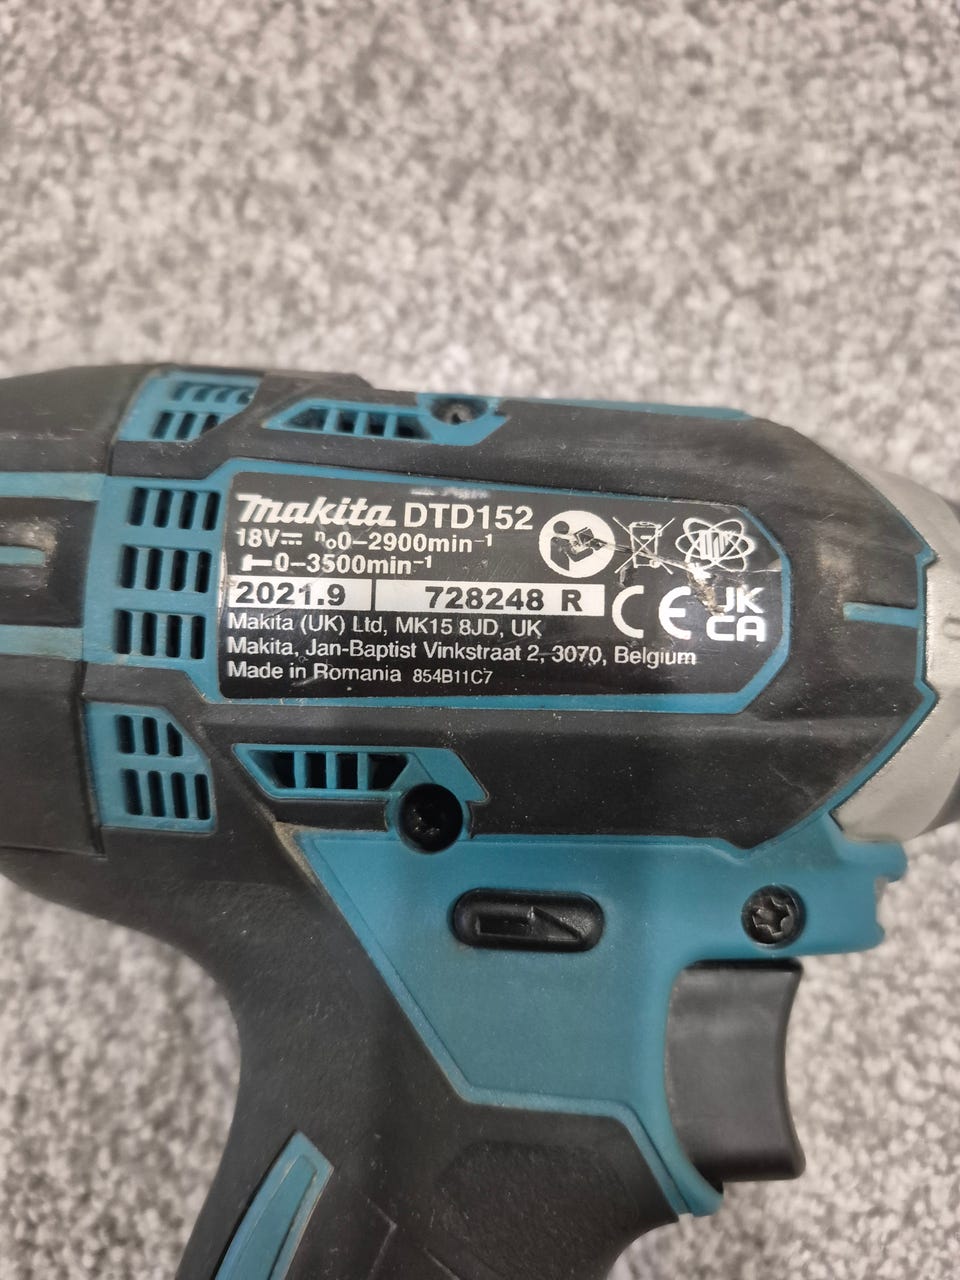 makita DTD152
18V⎓ n₀0–2900min⁻¹
0–3500min⁻¹
2021.9 728248 R
Makita (UK) Ltd, MK15 8JD, UK
Makita, Jan-Baptist Vinkstraat 2, 3070, Belgium
Made in Romania 854B11C7
CE UK
CA